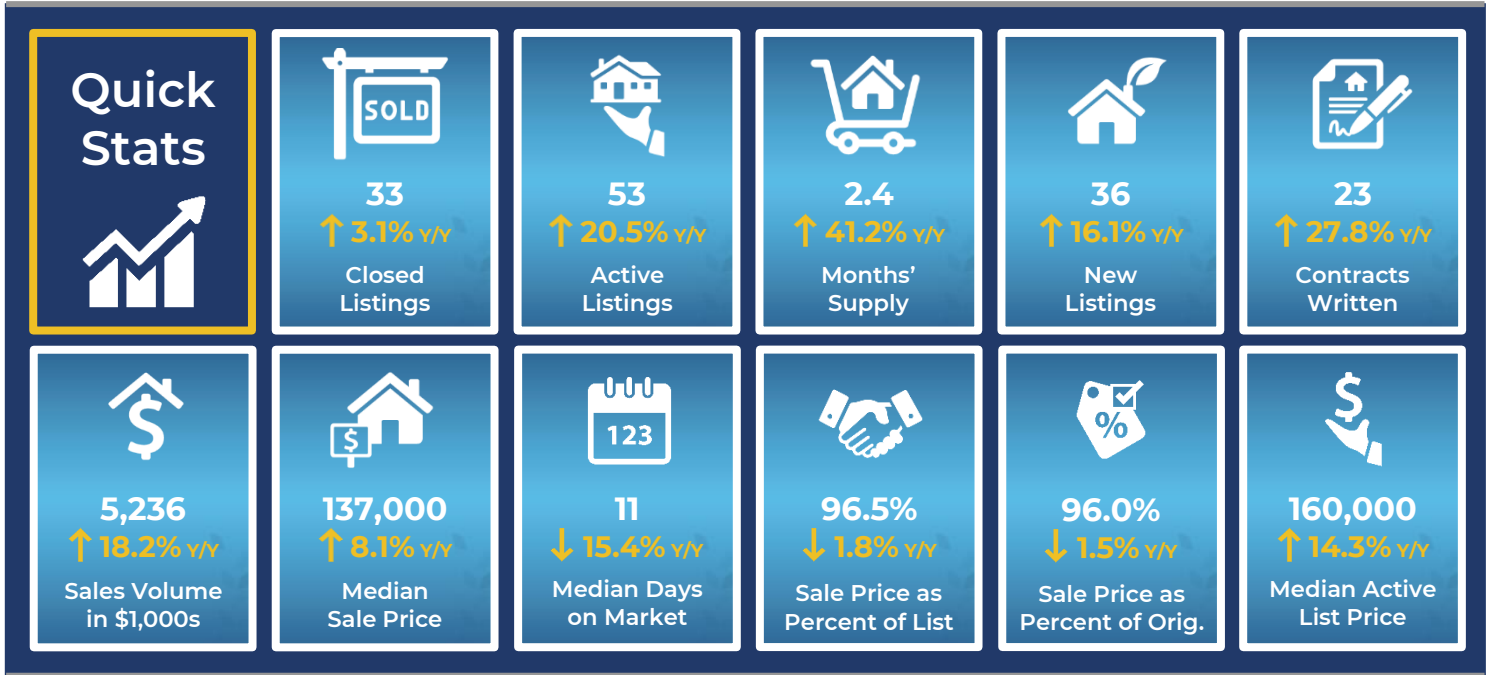 Quick
Stats
SOLD
33
↑ 3.1% Y/Y
Closed
Listings
53
↑ 20.5% Y/Y
Active
Listings
2.4
↑ 41.2% Y/Y
Months’
Supply
36
↑ 16.1% Y/Y
New
Listings
23
↑ 27.8% Y/Y
Contracts
Written
$
5,236
↑ 18.2% Y/Y
Sales Volume
in $1,000s
$
137,000
↑ 8.1% Y/Y
Median
Sale Price
123
11
↓ 15.4% Y/Y
Median Days
on Market
96.5%
↓ 1.8% Y/Y
Sale Price as
Percent of List
%
96.0%
↓ 1.5% Y/Y
Sale Price as
Percent of Orig.
$
160,000
↑ 14.3% Y/Y
Median Active
List Price